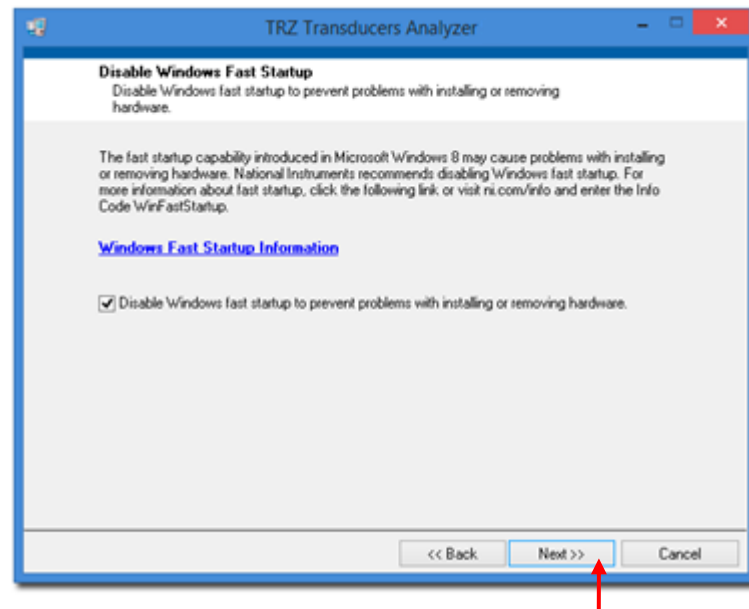 TRZ Transducers Analyzer
Disable Windows Fast Startup
Disable Windows fast startup to prevent problems with installing or removing
hardware.
The fast startup capability introduced in Microsoft Windows 8 may cause problems with installing
or removing hardware. National Instruments recommends disabling Windows fast startup. For
more information about fast startup, click the following link or visit ni.com/info and enter the Info
Code WinFastStartup.
Windows Fast Startup Information
Disable Windows fast startup to prevent problems with installing or removing hardware.
<< Back Next >> Cancel